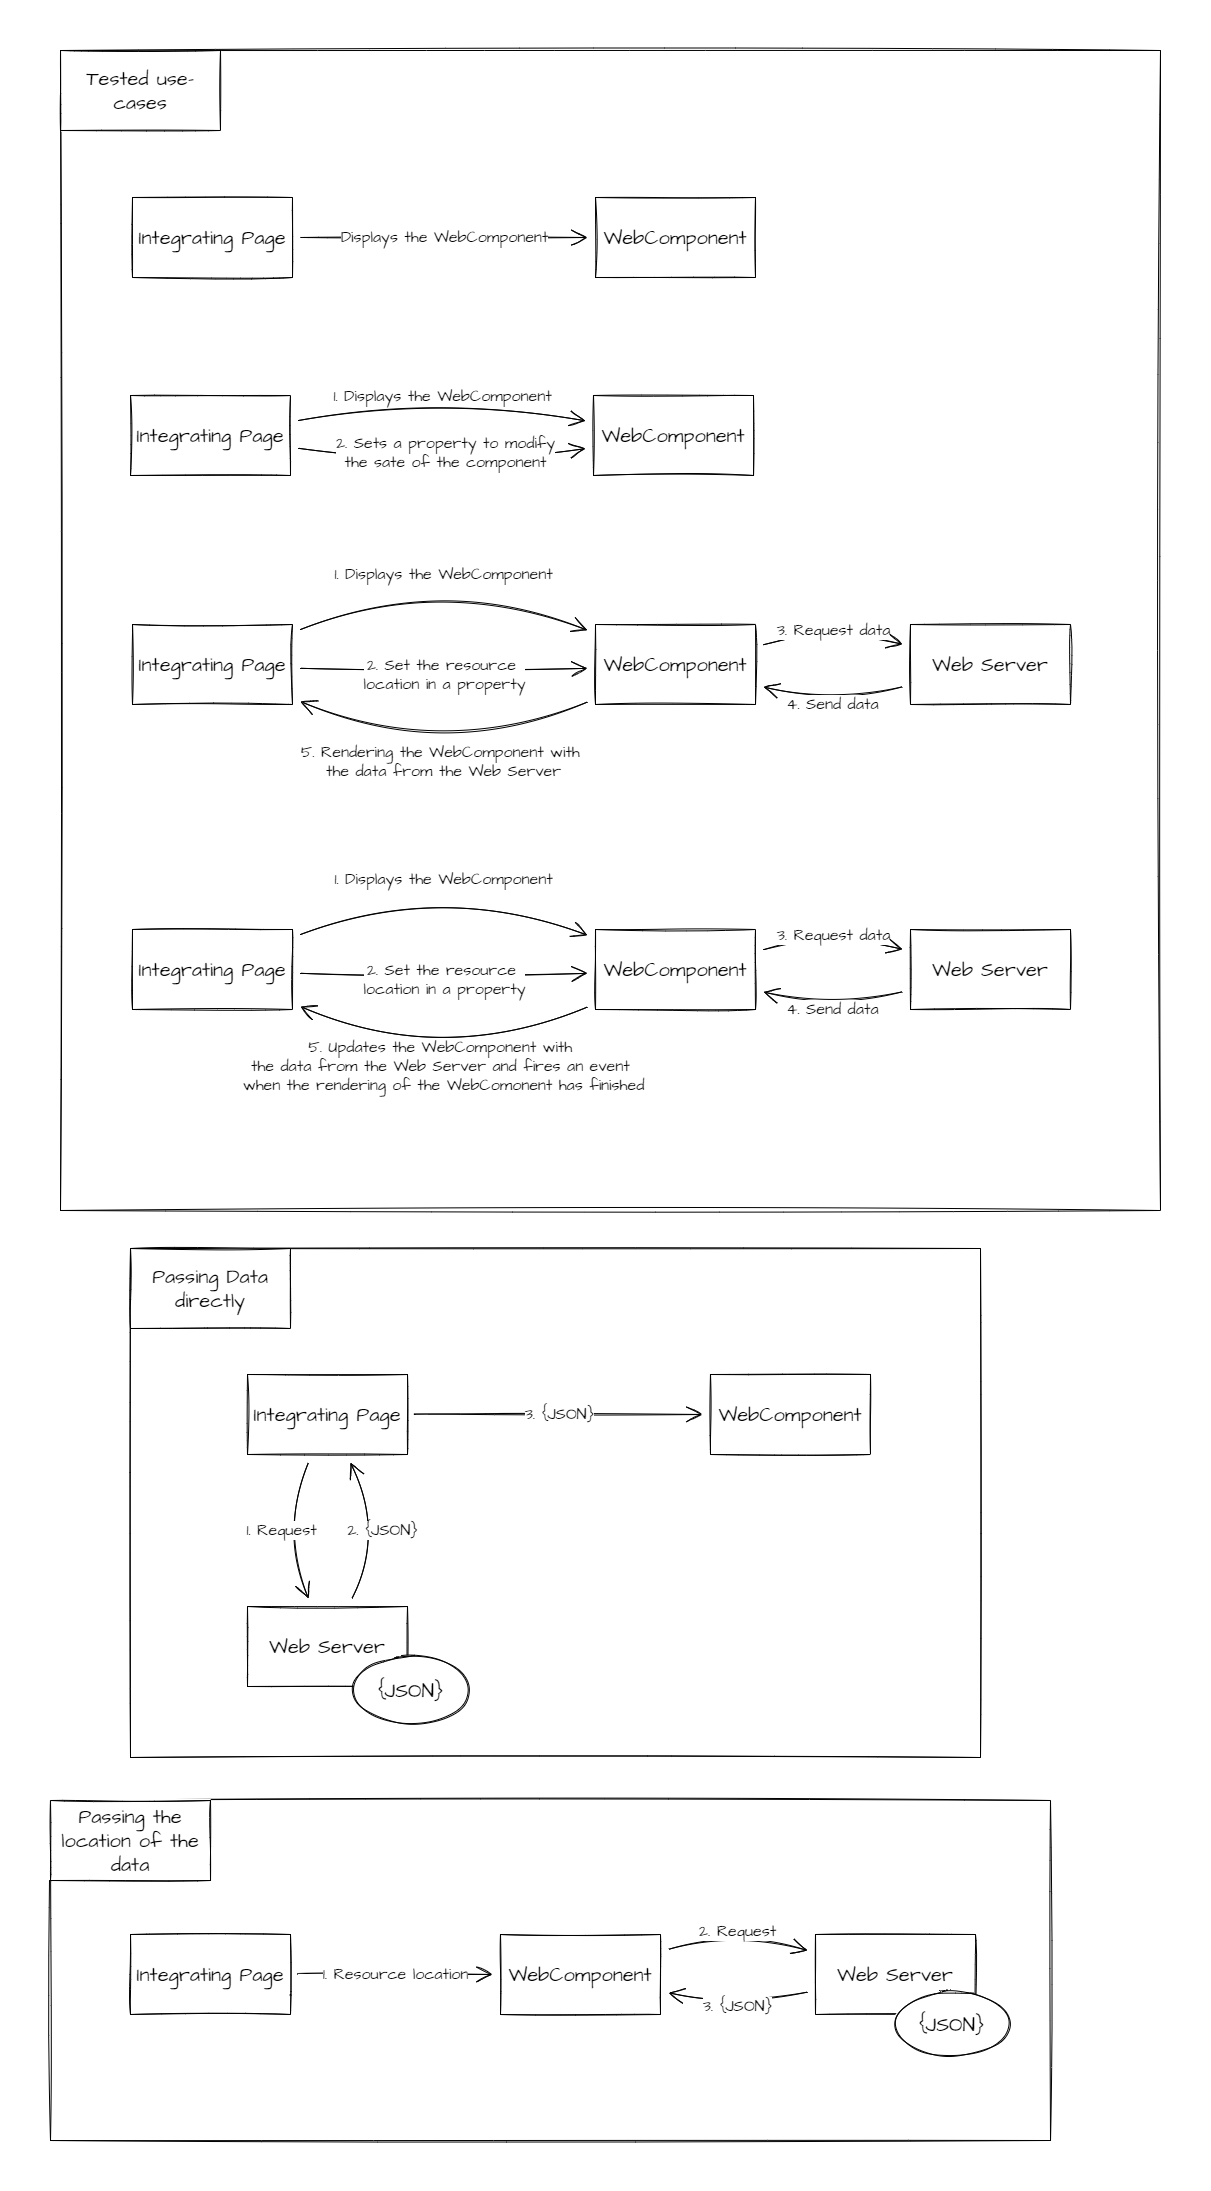 Tested use-
cases
Integrating Page
Displays the WebComponent
WebComponent
1. Displays the WebComponent
Integrating Page
2. Sets a property to modify
the sate of the component
WebComponent
1. Displays the WebComponent
Integrating Page
2. Set the resource
location in a property
WebComponent
3. Request data
4. Send data
Web Server
5. Rendering the WebComponent with
the data from the Web Server
1. Displays the WebComponent
Integrating Page
2. Set the resource
location in a property
WebComponent
3. Request data
4. Send data
Web Server
5. Updates the WebComponent with
the data from the Web Server and fires an event
when the rendering of the WebComonent has finished
Passing Data
directly
Integrating Page
3. {JSON}
WebComponent
1. Request
2. {JSON}
Web Server
{JSON}
Passing the
location of the
data
Integrating Page
1. Resource location
WebComponent
2. Request
3. {JSON}
Web Server
{JSON}